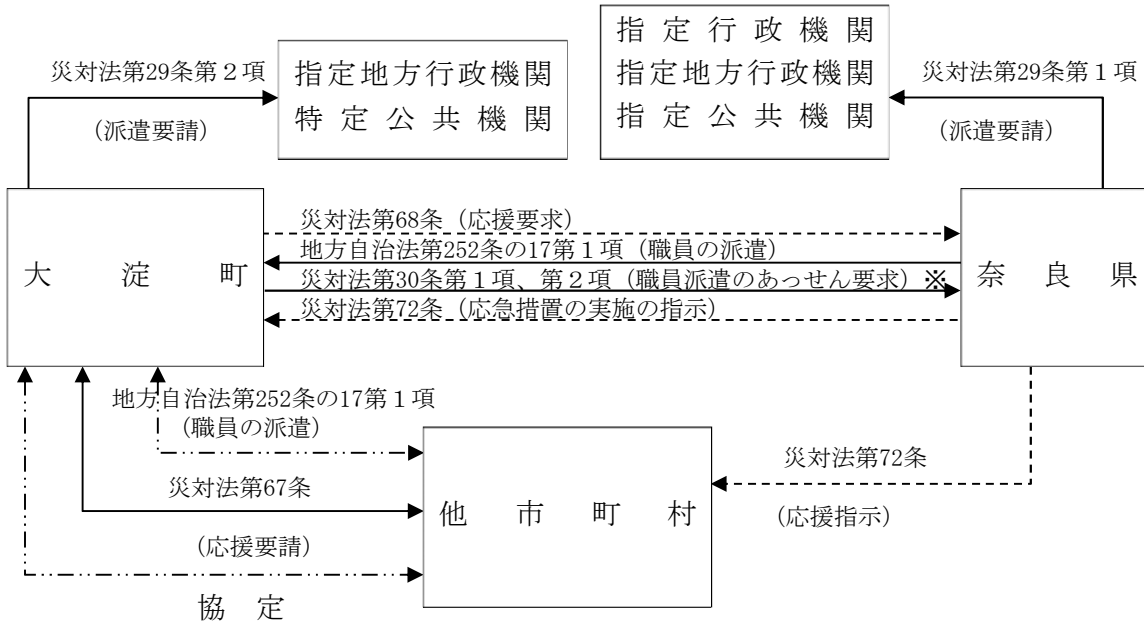 指定行政機関
指定地方行政機関
指定公共機関
災対法第29条第２項
(派遣要請)
指定地方行政機関
特定公共機関
災対法第29条第１項
(派遣要請)
大淀町
災対法第68条（応援要求）
地方自治法第252条の17第１項（職員の派遣）
災対法第30条第１項、第２項（職員派遣のあっせん要求）※
災対法第72条（応急措置の実施の指示）
奈良県
地方自治法第252条の17第１項
(職員の派遣)
災対法第67条
(応援要請)
協定
他市町村
災対法第72条
(応援指示)